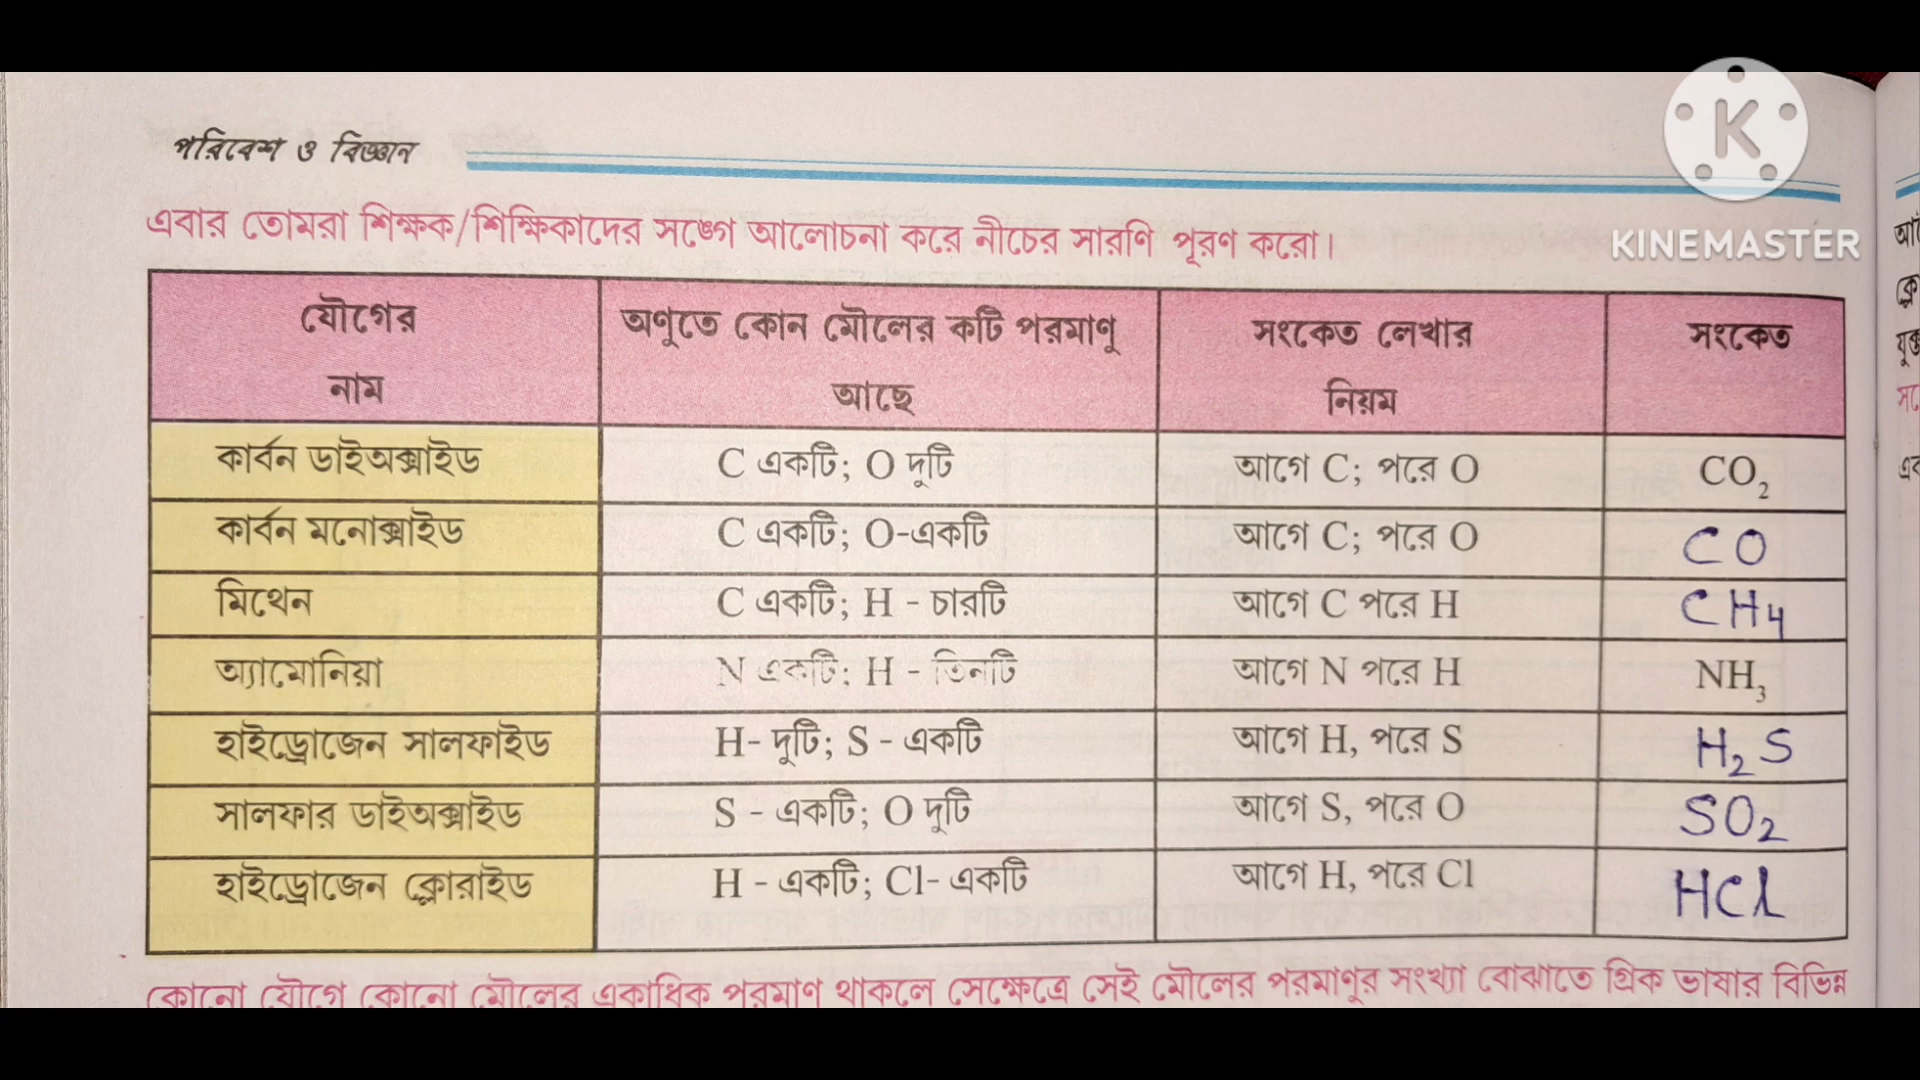 পরিবেশ ও বিজ্ঞান
K
KINEMASTER
এবার তোমরা শিক্ষক/শিক্ষিকাদের সঙ্গে আলোচনা করে নীচের সারণি পূরণ করো।
যৌগের নাম অণুতে কোন মৌলের কটি পরমাণু আছে সংকেত লেখার নিয়ম সংকেত
কার্বন ডাইঅক্সাইড C একটি; O দুটি আগে C; পরে O CO₂
কার্বন মনোক্সাইড C একটি; O-একটি আগে C; পরে O CO
মিথেন C একটি; H - চারটি আগে C পরে H CH4
অ্যামোনিয়া N একটি; H - তিনটি আগে N পরে H NH₃
হাইড্রোজেন সালফাইড H- দুটি; S - একটি আগে H, পরে S H₂S
সালফার ডাইঅক্সাইড S - একটি; O দুটি আগে S, পরে O SO₂
হাইড্রোজেন ক্লোরাইড H - একটি; Cl- একটি আগে H, পরে Cl HCl
কোনো যৌগে কোনো মৌলের একাধিক পরমাণু থাকলে সেক্ষেত্রে সেই মৌলের পরমাণুর সংখ্যা বোঝাতে গ্রিক ভাষার বিভিন্ন